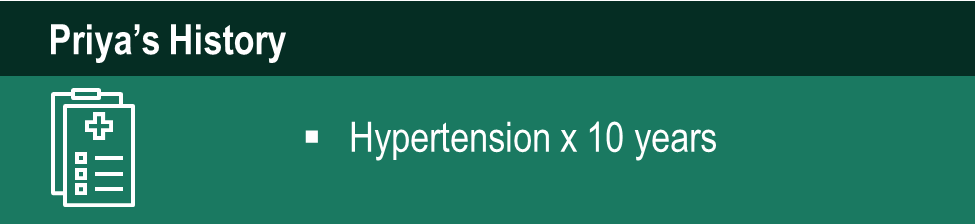 Priya’s History
▪ Hypertension x 10 years